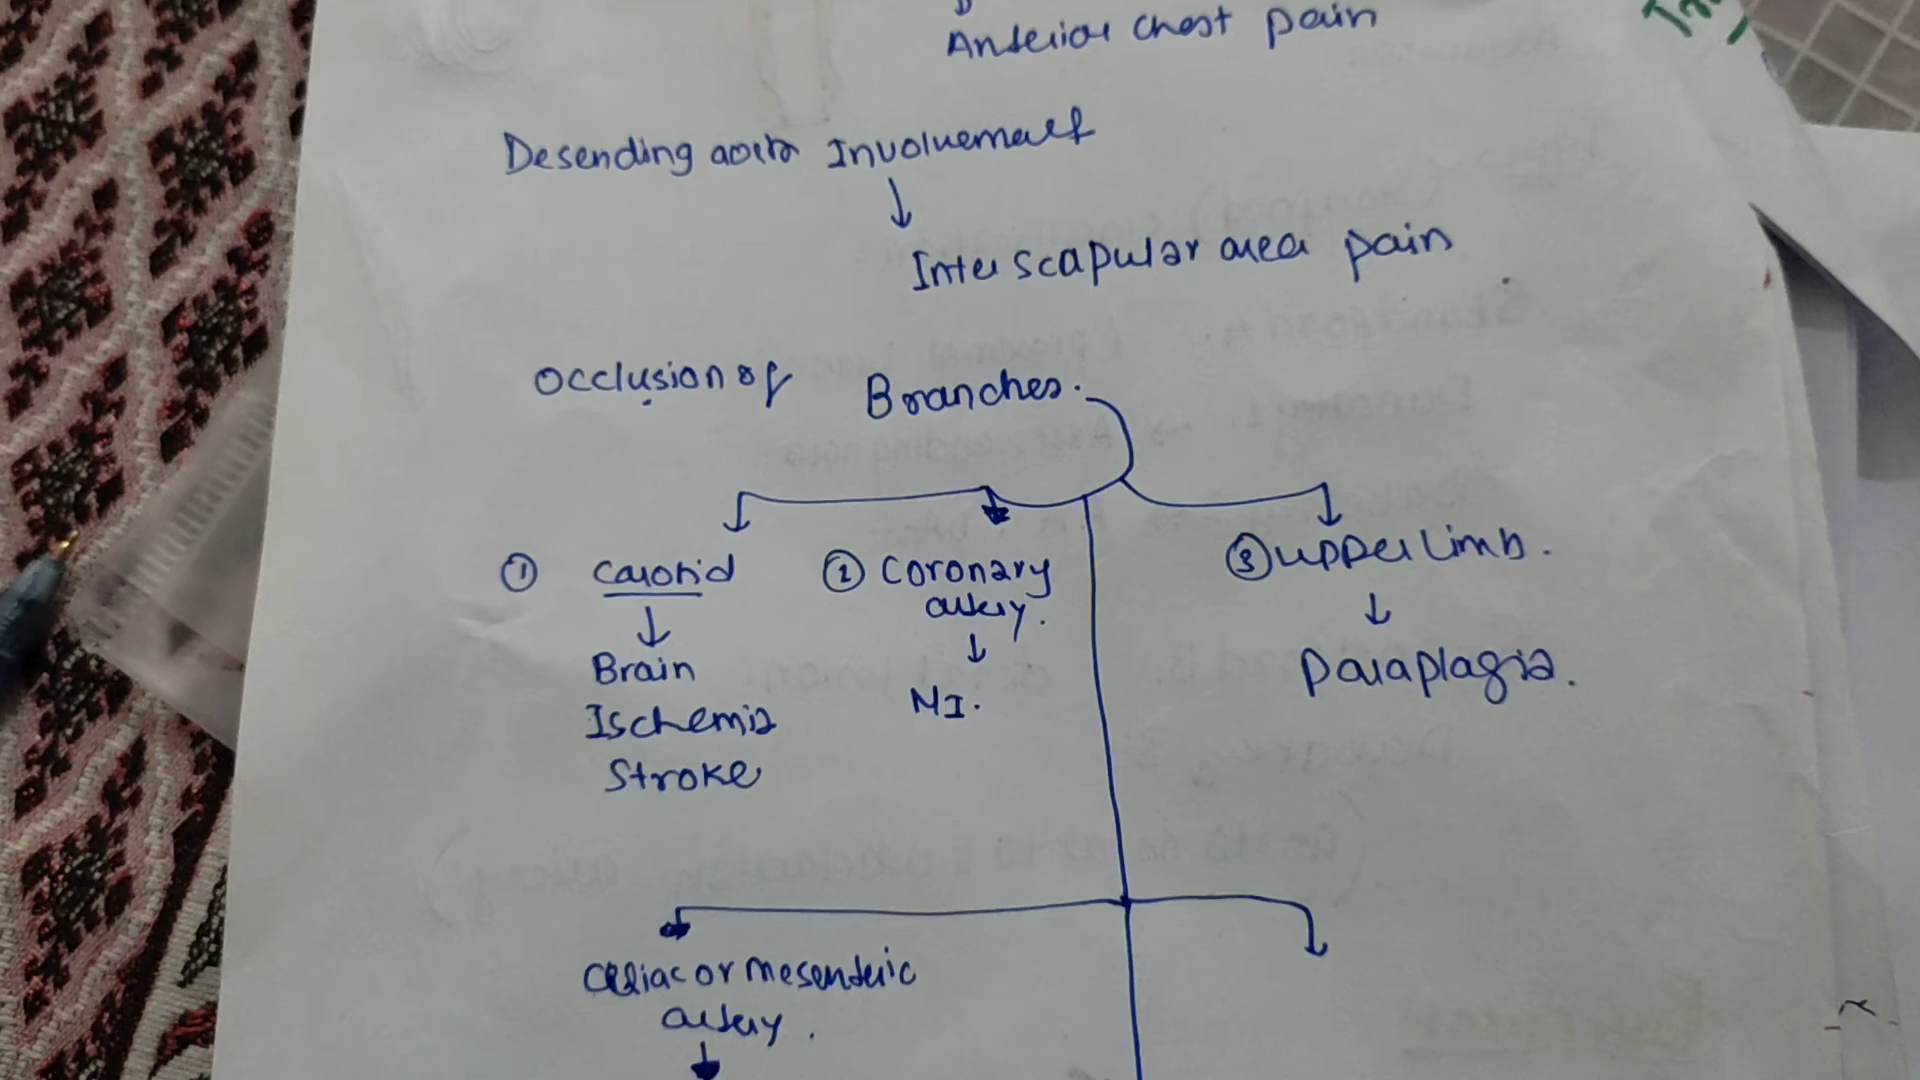 Anterior chest pain
Desending aorta Involvement
↓
Inter scapular area pain
Occlusion of Branches.
① Carotid ② Coronary artery. ③ upper limb.
↓ ↓ ↓
Brain Ischemia Stroke
MI.
paraplagia.
Celiac or mesenteric
artery.